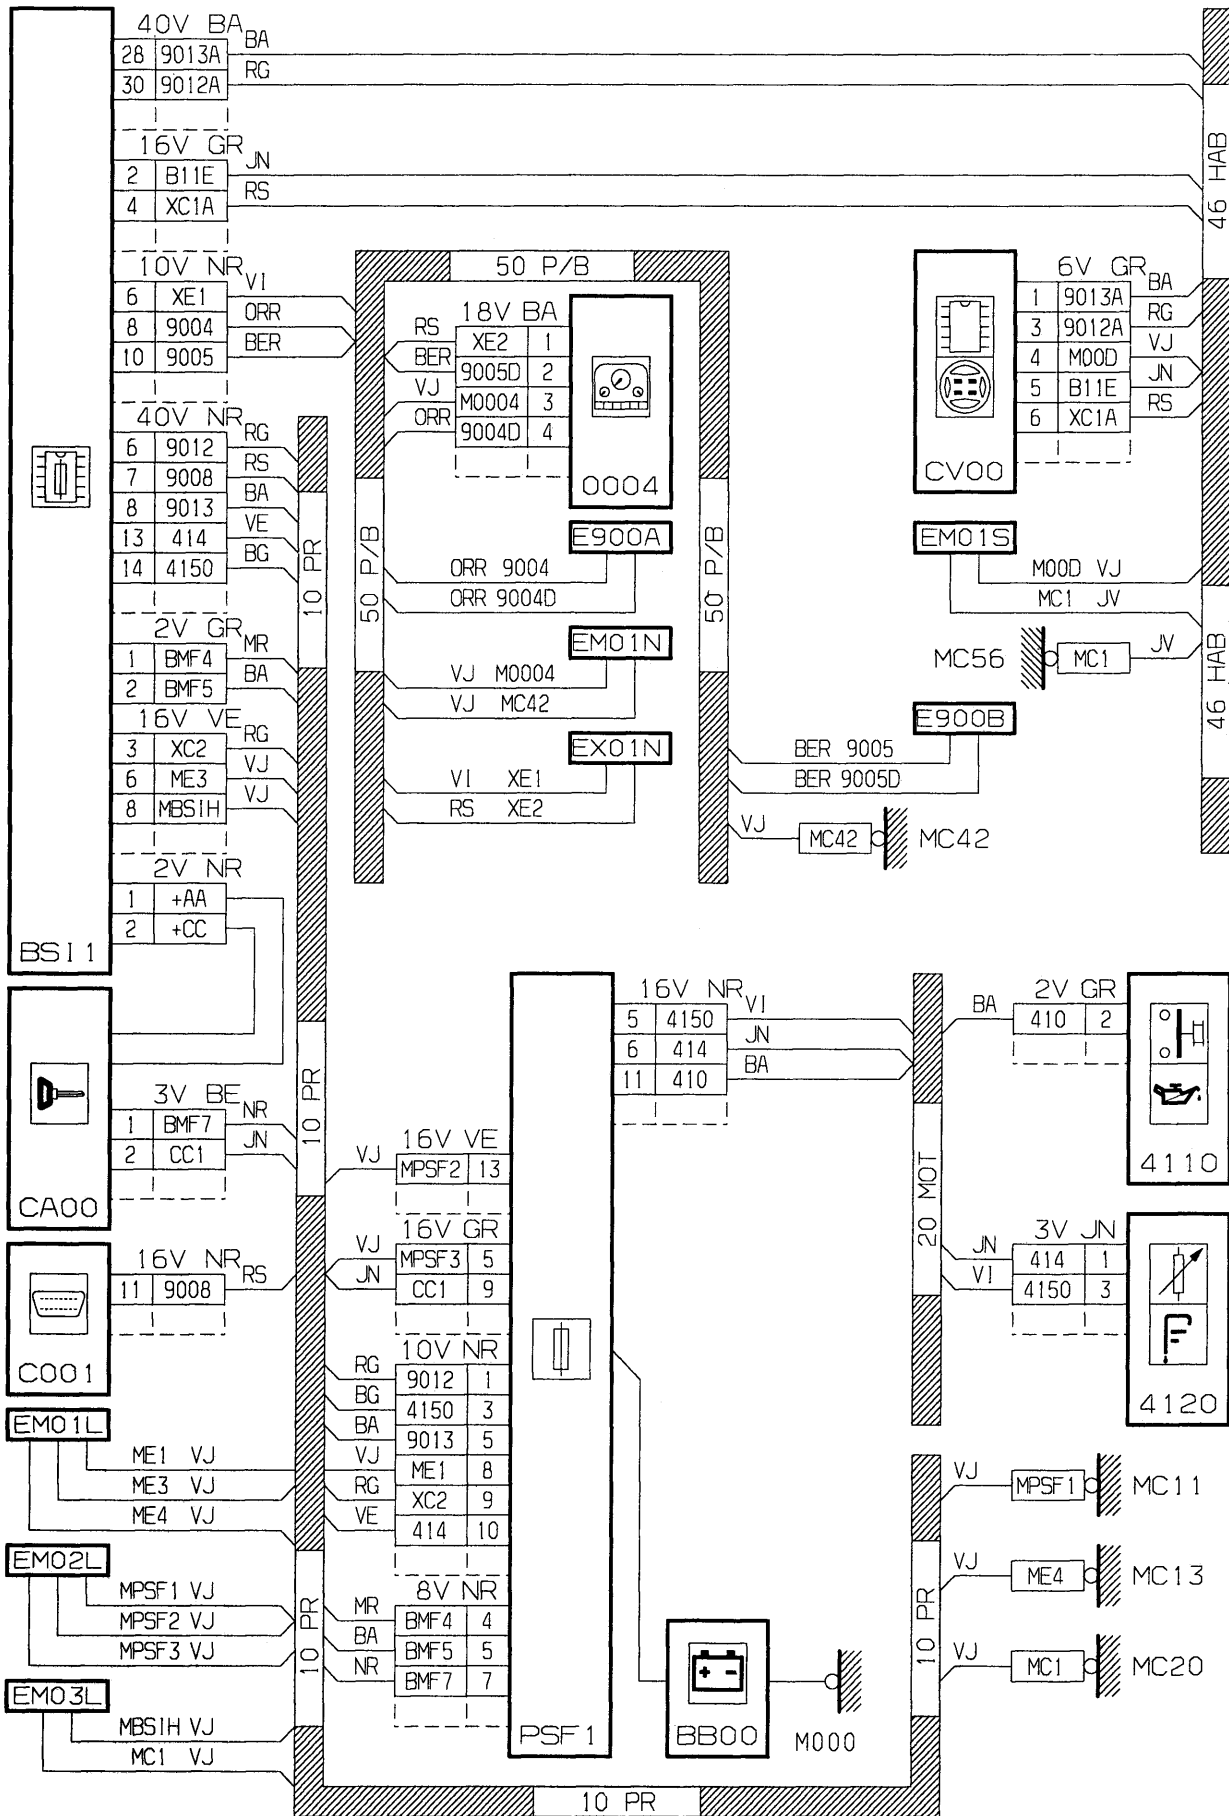 40V BA
28 9013A BA
30 9012A RG
16V GR
2 B11E JN
4 XC1A RS
10V NR
6 XE1 VI
8 9004 ORR
10 9005 BER
40V NR
6 9012 RG
7 9008 RS
8 9013 BA
13 414 VE
14 4150 BG
2V GR
1 BMF4 MR
2 BMF5 BA
16V VE
3 XC2 RG
6 ME3 VJ
8 MBSIH VJ
2V NR
1 +AA
2 +CC
BSI1
10 PR
50 P/B
18V BA
RS XE2 1
BER 9005D 2
VJ M0004 3
ORR 9004D 4
0004
50 P/B
50 P/B
E900A
ORR 9004
ORR 9004D
EM01N
VJ M0004
VJ MC42
EX01N
VI XE1
RS XE2
46 HAB
6V GR
1 9013A BA
3 9012A RG
4 M00D VJ
5 B11E JN
6 XC1A RS
CV00
EM01S
M00D VJ
MC1 JV
MC56 MC1 JV
46 HAB
E900B
BER 9005
BER 9005D
VJ MC42 MC42
3V BE
1 BMF7 NR
2 CC1 JN
CA00
10 PR
16V NR
11 9008 RS
C001
EM01L
ME1 VJ
ME3 VJ
ME4 VJ
EM02L
MPSF1 VJ
MPSF2 VJ
MPSF3 VJ
EM03L
MBSIH VJ
MC1 VJ
10 PR
16V NR
5 4150 VI
6 414 JN
11 410 BA
16V VE
VJ MPSF2 13
16V GR
VJ MPSF3 5
JN CC1 9
10V NR
RG 9012 1
BG 4150 3
BA 9013 5
VJ ME1 8
RG XC2 9
VE 414 10
8V NR
MR BMF4 4
BA BMF5 5
NR BMF7 7
PSF1
+ -
BB00
M000
20 MOT
2V GR
BA 410 2
4110
3V JN
JN 414 1
VI 4150 3
4120
VJ MPSF1 MC11
VJ ME4 MC13
VJ MC1 MC20
10 PR
10 PR